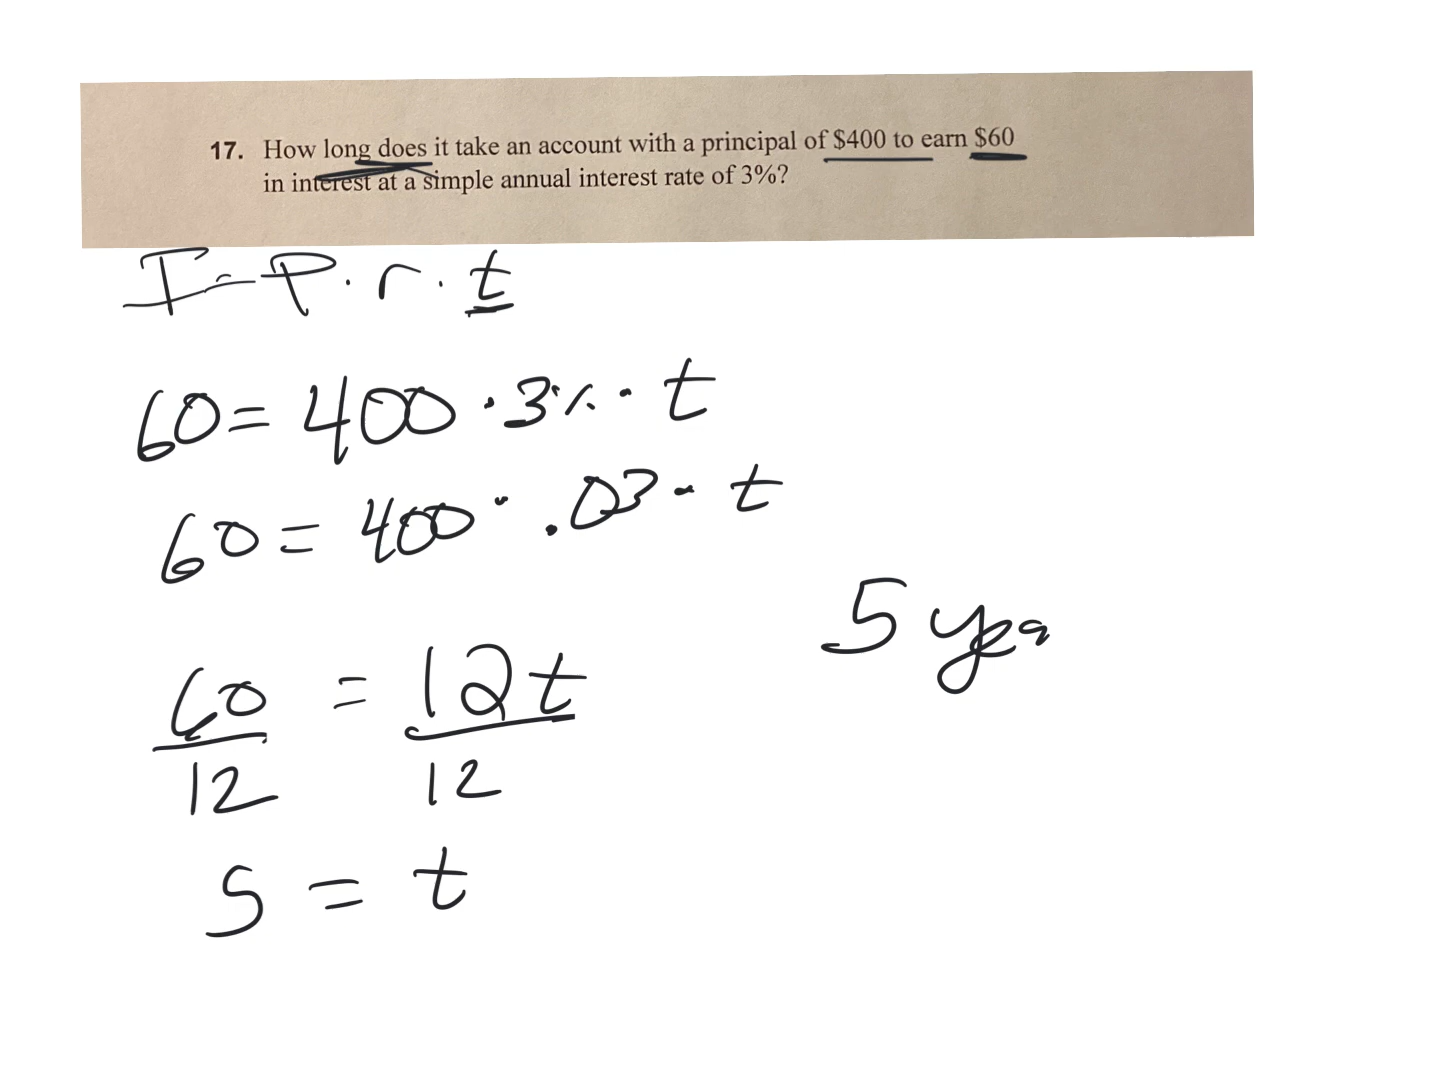 17. How long does it take an account with a principal of $400 to earn $60
in interest at a simple annual interest rate of 3%?
I = P · r · t
60 = 400 · 3% · t
60 = 400 · .03 · t
60 = 12t
12 12
5 = t
5 yea